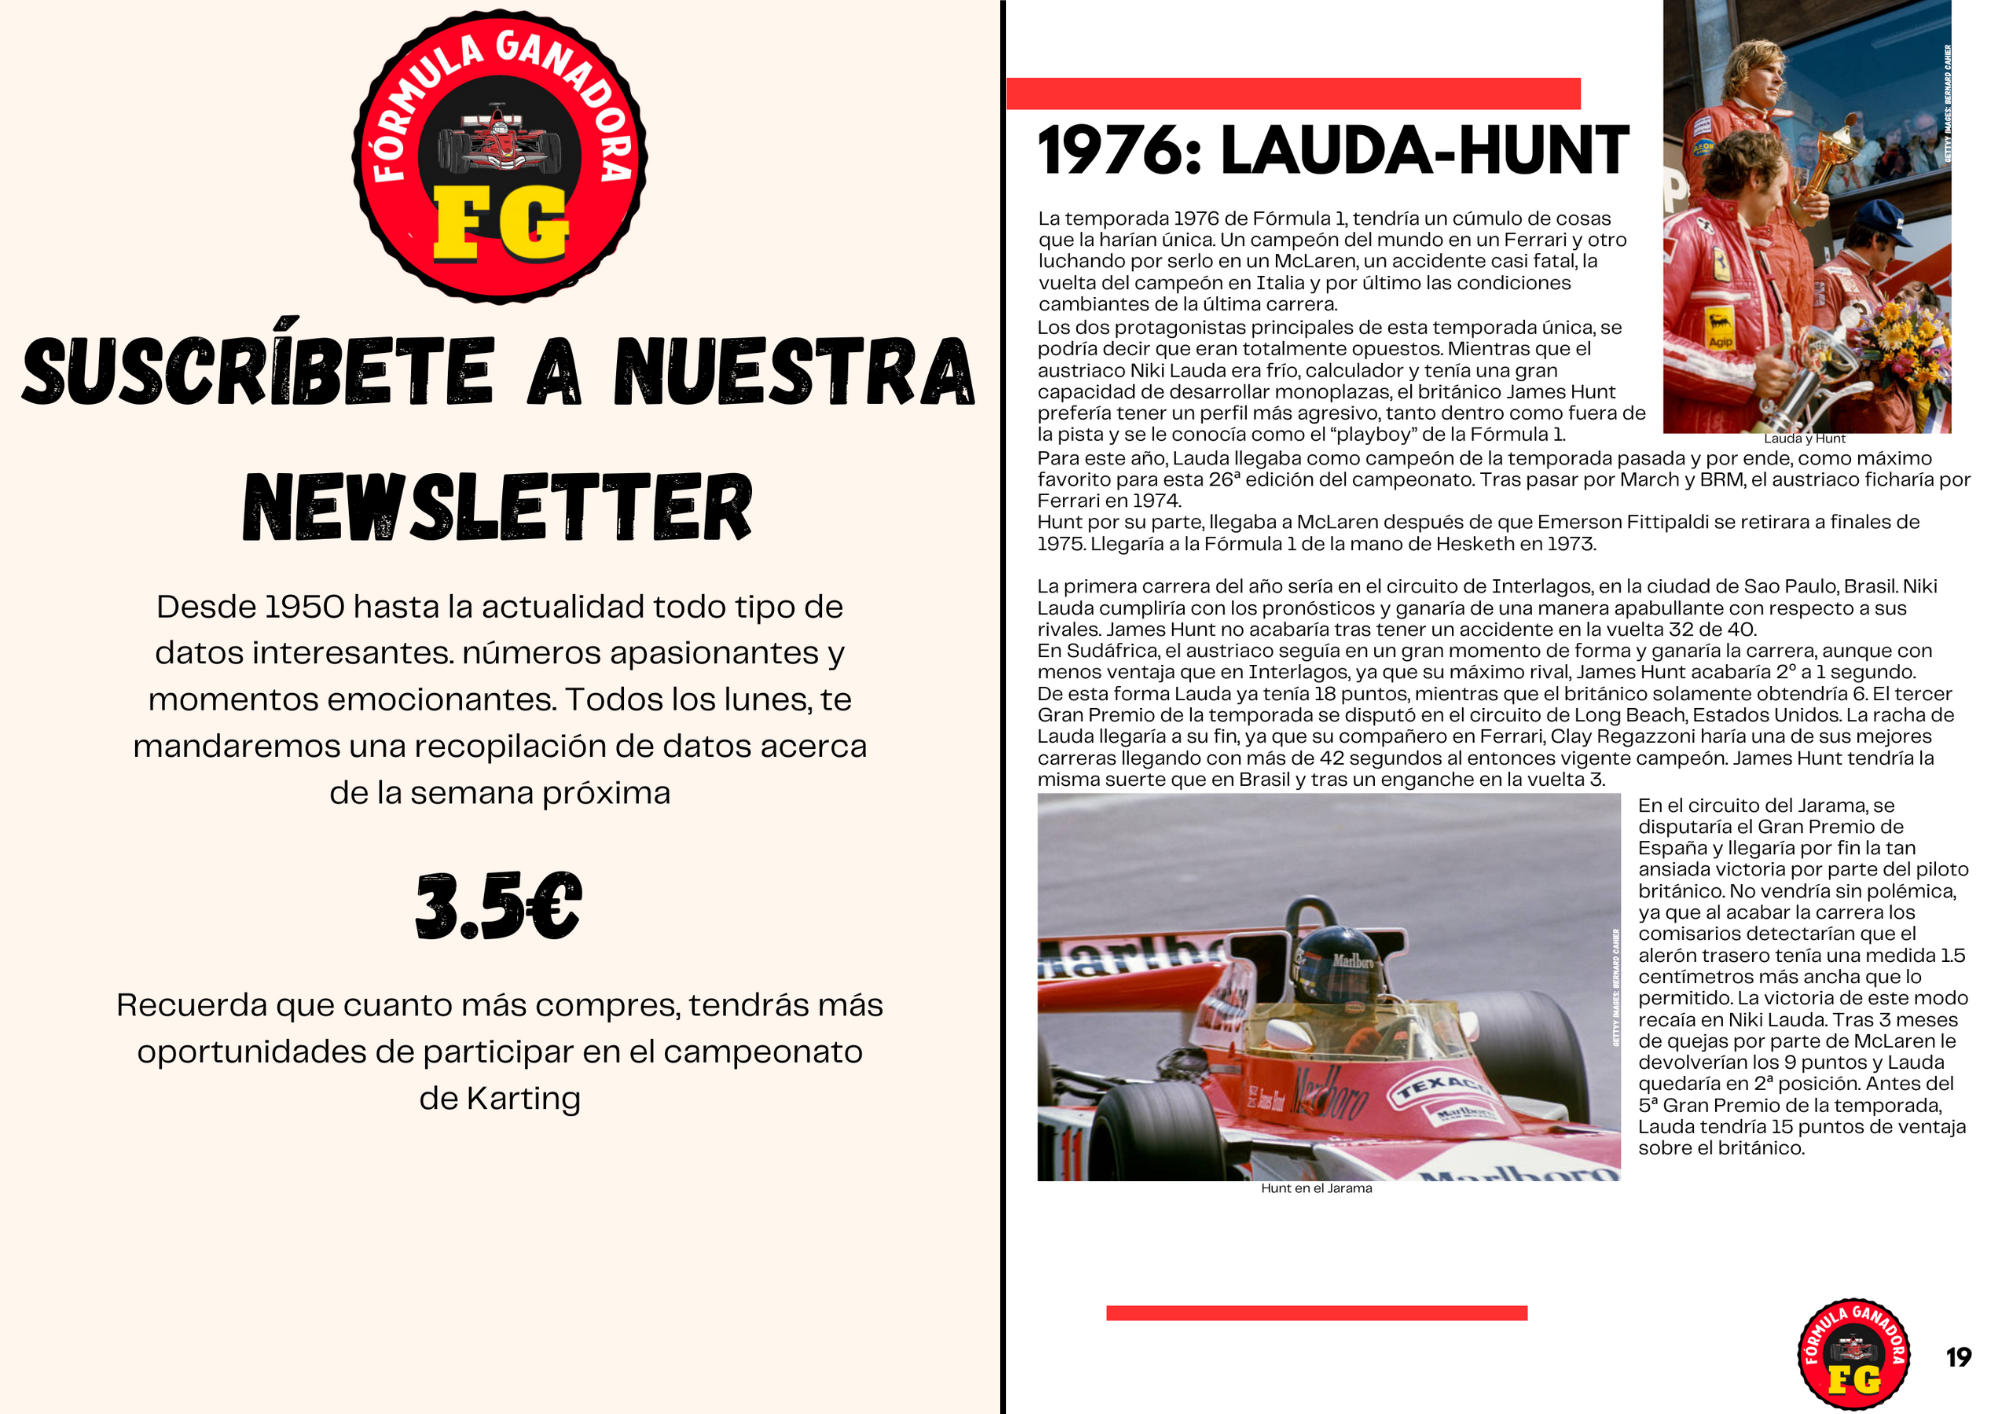 FÓRMULA GANADORA
FG
SUSCRÍBETE A NUESTRA
NEWSLETTER
Desde 1950 hasta la actualidad todo tipo de
datos interesantes. números apasionantes y
momentos emocionantes. Todos los lunes, te
mandaremos una recopilación de datos acerca
de la semana próxima
3.5€
Recuerda que cuanto más compres, tendrás más
oportunidades de participar en el campeonato
de Karting
1976: LAUDA-HUNT
La temporada 1976 de Fórmula 1, tendría un cúmulo de cosas
que la harían única. Un campeón del mundo en un Ferrari y otro
luchando por serlo en un McLaren, un accidente casi fatal, la
vuelta del campeón en Italia y por último las condiciones
cambiantes de la última carrera.
Los dos protagonistas principales de esta temporada única, se
podría decir que eran totalmente opuestos. Mientras que el
austriaco Niki Lauda era frío, calculador y tenía una gran
capacidad de desarrollar monoplazas, el británico James Hunt
prefería tener un perfil más agresivo, tanto dentro como fuera de
la pista y se le conocía como el “playboy” de la Fórmula 1.
GETTYY IMAGES: BERNARD CAHIER
Agip
Lauda y Hunt
Para este año, Lauda llegaba como campeón de la temporada pasada y por ende, como máximo
favorito para esta 26ª edición del campeonato. Tras pasar por March y BRM, el austriaco ficharía por
Ferrari en 1974.
Hunt por su parte, llegaba a McLaren después de que Emerson Fittipaldi se retirara a finales de
1975. Llegaría a la Fórmula 1 de la mano de Hesketh en 1973.
La primera carrera del año sería en el circuito de Interlagos, en la ciudad de Sao Paulo, Brasil. Niki
Lauda cumpliría con los pronósticos y ganaría de una manera apabullante con respecto a sus
rivales. James Hunt no acabaría tras tener un accidente en la vuelta 32 de 40.
En Sudáfrica, el austriaco seguía en un gran momento de forma y ganaría la carrera, aunque con
menos ventaja que en Interlagos, ya que su máximo rival, James Hunt acabaría 2º a 1 segundo.
De esta forma Lauda ya tenía 18 puntos, mientras que el británico solamente obtendría 6. El tercer
Gran Premio de la temporada se disputó en el circuito de Long Beach, Estados Unidos. La racha de
Lauda llegaría a su fin, ya que su compañero en Ferrari, Clay Regazzoni haría una de sus mejores
carreras llegando con más de 42 segundos al entonces vigente campeón. James Hunt tendría la
misma suerte que en Brasil y tras un enganche en la vuelta 3.
Marlbo
Marlboro
James Hunt
Marlboro
TEXACO
Marlboro
11
Marlboro
GETTYY IMAGES: BERNARD CAHIER
Hunt en el Jarama
En el circuito del Jarama, se
disputaría el Gran Premio de
España y llegaría por fin la tan
ansiada victoria por parte del piloto
británico. No vendría sin polémica,
ya que al acabar la carrera los
comisarios detectarían que el
alerón trasero tenía una medida 1.5
centímetros más ancha que lo
permitido. La victoria de este modo
recaía en Niki Lauda. Tras 3 meses
de quejas por parte de McLaren le
devolverían los 9 puntos y Lauda
quedaría en 2ª posición. Antes del
5ª Gran Premio de la temporada,
Lauda tendría 15 puntos de ventaja
sobre el británico.
FÓRMULA GANADORA
FG
19